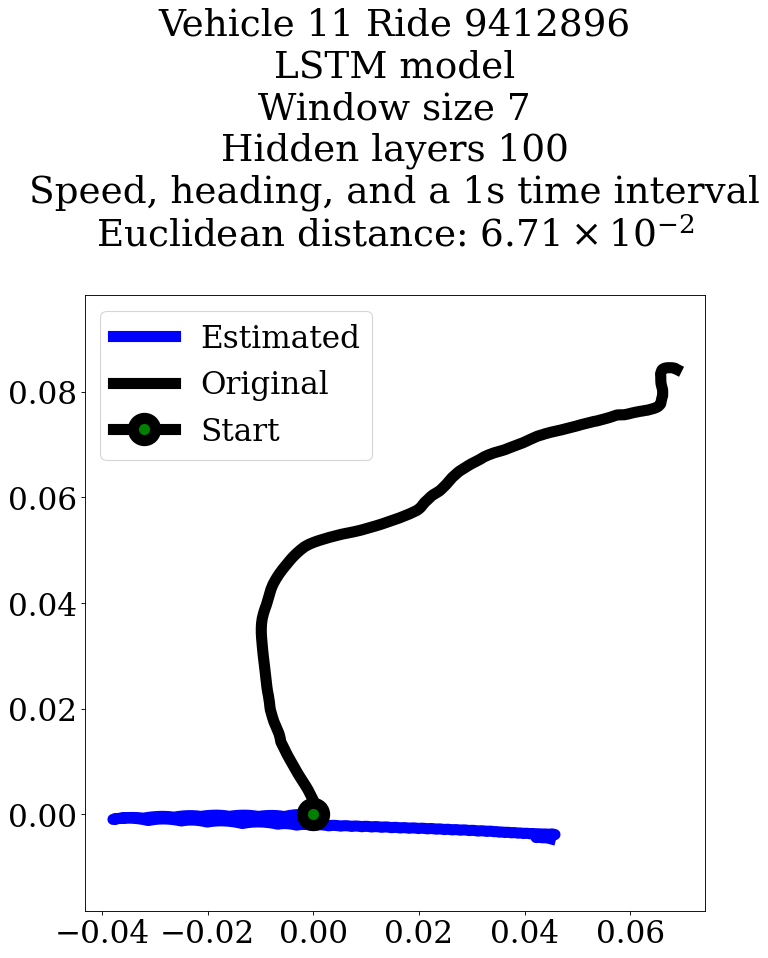 Vehicle 11 Ride 9412896
LSTM model
Window size 7
Hidden layers 100
Speed, heading, and a 1s time interval
Euclidean distance: 6.71 × 10⁻²
Estimated
Original
Start
0.08
0.06
0.04
0.02
0.00
−0.04 −0.02 0.00 0.02 0.04 0.06